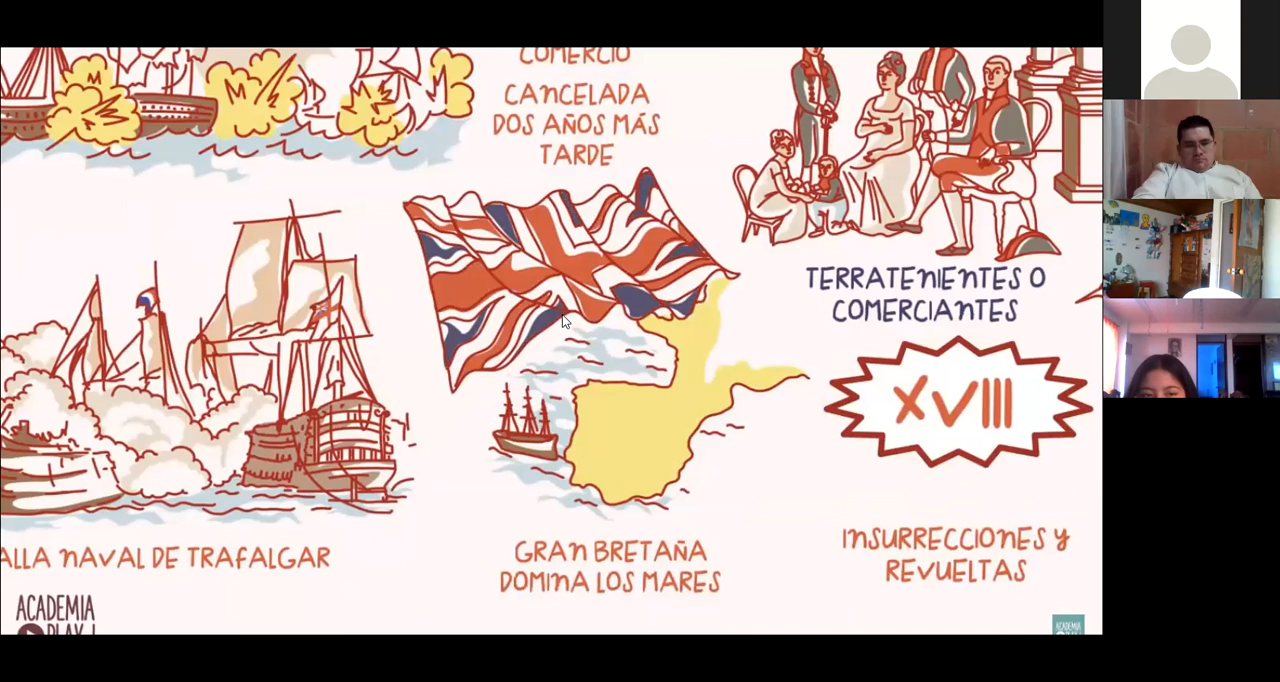 COMERCIO
CANCELADA
DOS AÑOS MÁS
TARDE
TERRATENIENTES O
COMERCIANTES
XVIII
ALLA NAVAL DE TRAFALGAR
GRAN BRETAÑA
DOMINA LOS MARES
INSURRECCIONES Y
REVUELTAS
ACADEMIA
PLAY